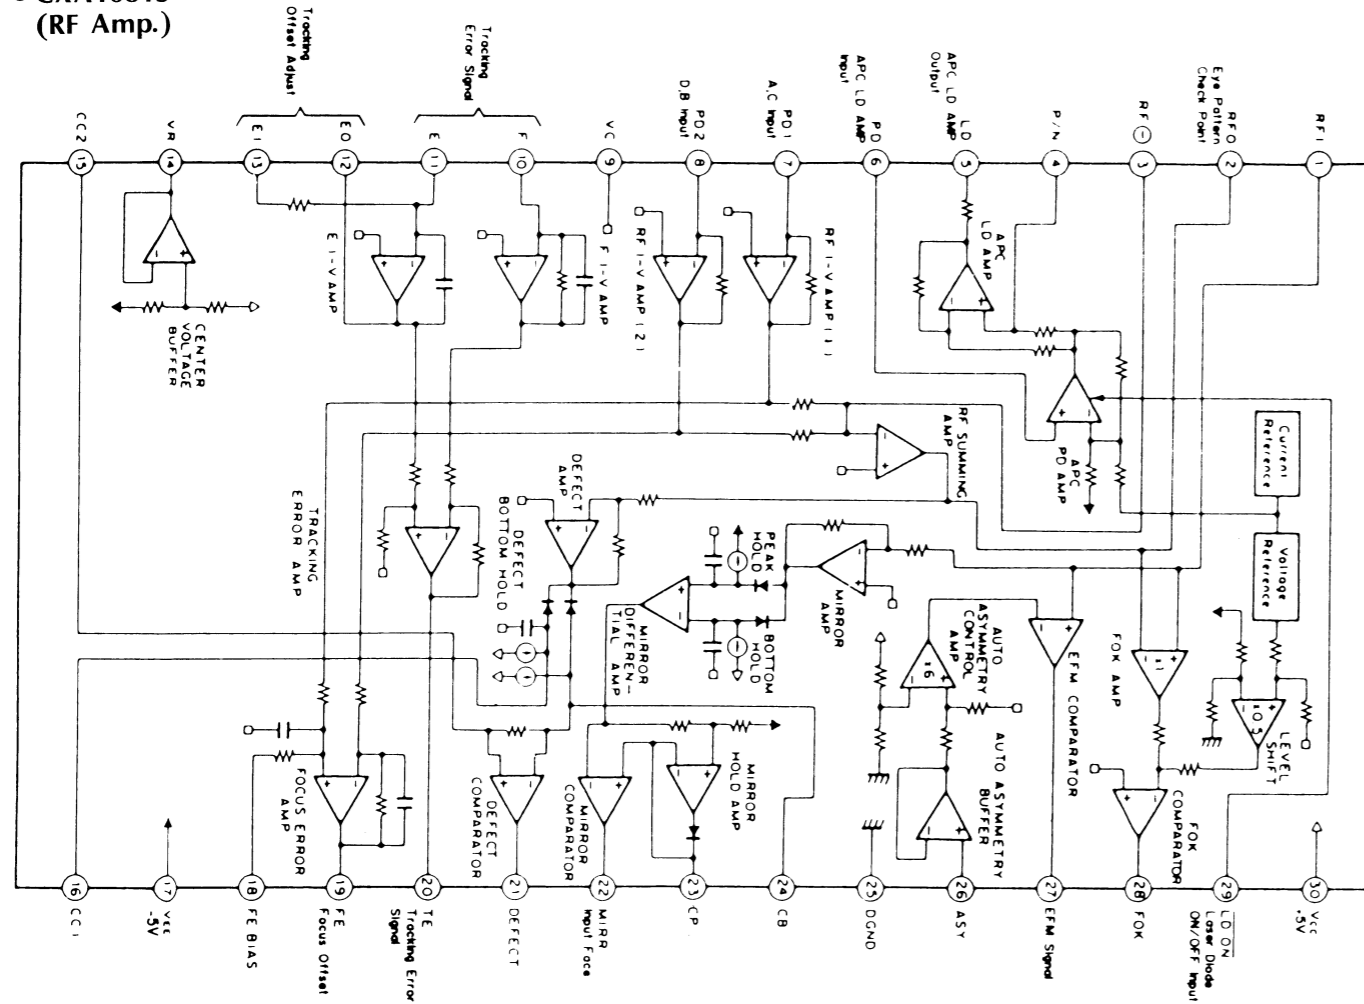 (RF Amp.)
Tracking
Offset Adjust
Tracking
Error Signal
CC2
VR
E1
E0
E
F
VC
D,B Input
PD2
A,C Input
PD1
APC LD AMP
Input
PD
APC LD AMP
Output
LD
P/N
RF ⊖
Eye Pattern
Check Point
RFO
RF1
15
14
13
12
11
10
9
8
7
6
5
4
3
2
1
CENTER
VOLTAGE
BUFFER
E I-V AMP
F I-V AMP
RF I-V AMP (2)
RF I-V AMP (1)
APC
LD AMP
APC
PD AMP
Current
Reference
Voltage
Reference
RF SUMMING
AMP
DEFECT
AMP
DEFECT
BOTTOM HOLD
TRACKING
ERROR AMP
PEAK
HOLD
BOTTOM
HOLD
MIRROR
AMP
MIRROR
DIFFEREN-
TIAL AMP
AUTO
ASYMMETRY
CONTROL
AMP
EFM COMPARATOR
FOK AMP
LEVEL
SHIFT
FOCUS ERROR
AMP
DEFECT
COMPARATOR
MIRROR
COMPARATOR
MIRROR
HOLD AMP
AUTO ASYMMETRY
BUFFER
FOK
COMPARATOR
16
17
18
19
20
21
22
23
24
25
26
27
28
29
30
CC1
VCC
-5V
FE BIAS
FE
Focus Offset
TE
Tracking Error
Signal
DEFECT
MIRR
Input Face
CP
CB
DGND
ASY
EFM Signal
FOK
LD ON
Laser Diode
ON/OFF Input
VCC